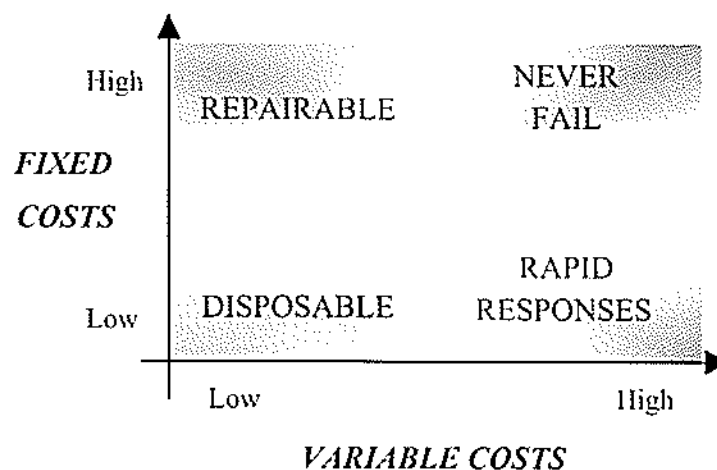 High
REPAIRABLE
NEVER
FAIL
FIXED
COSTS
Low
DISPOSABLE
RAPID
RESPONSES
Low
High
VARIABLE COSTS